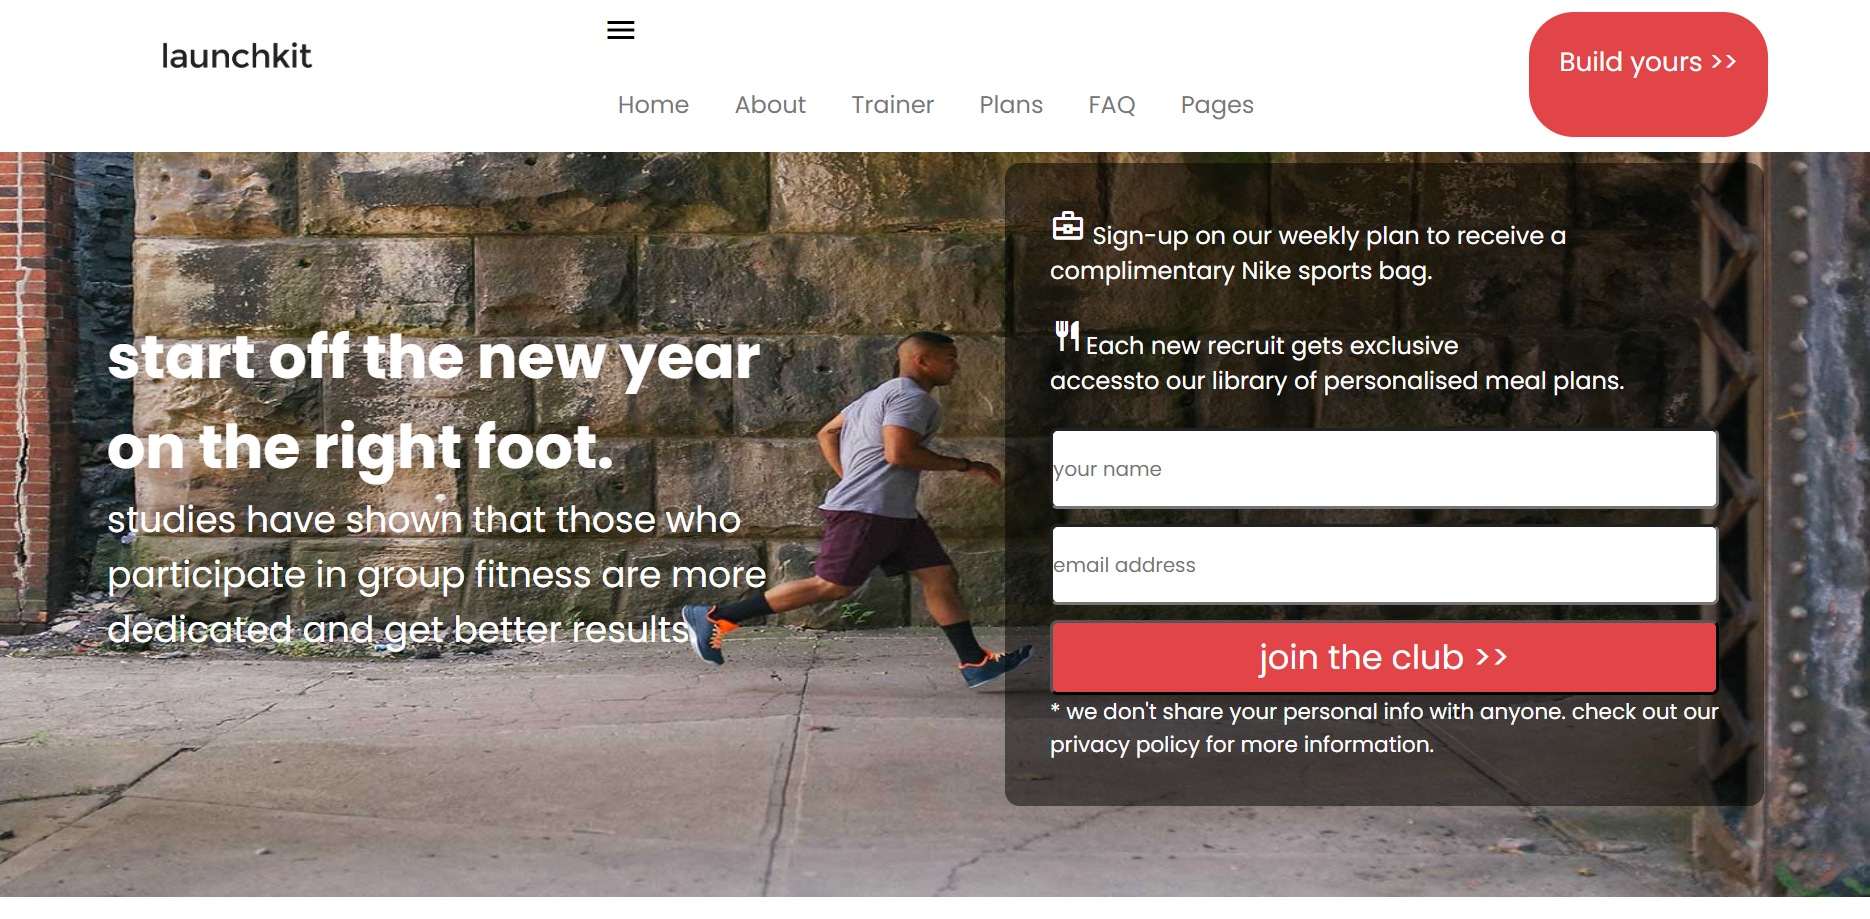 launchkit
Home About Trainer Plans FAQ Pages
Build yours >>
start off the new year
on the right foot.
studies have shown that those who
participate in group fitness are more
dedicated and get better results
Sign-up on our weekly plan to receive a
complimentary Nike sports bag.
Each new recruit gets exclusive
accessto our library of personalised meal plans.
your name
email address
join the club >>
* we don't share your personal info with anyone. check out our
privacy policy for more information.